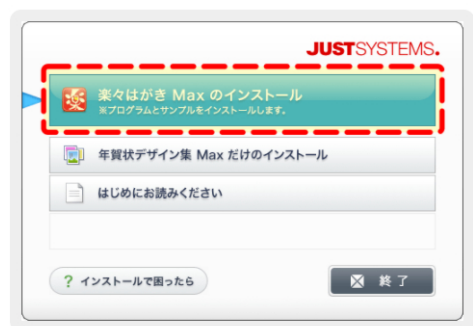 JUSTSYSTEMS.
楽々はがき Max のインストール
※プログラムとサンプルをインストールします。
年賀状デザイン集 Max だけのインストール
はじめにお読みください
? インストールで困ったら
終了